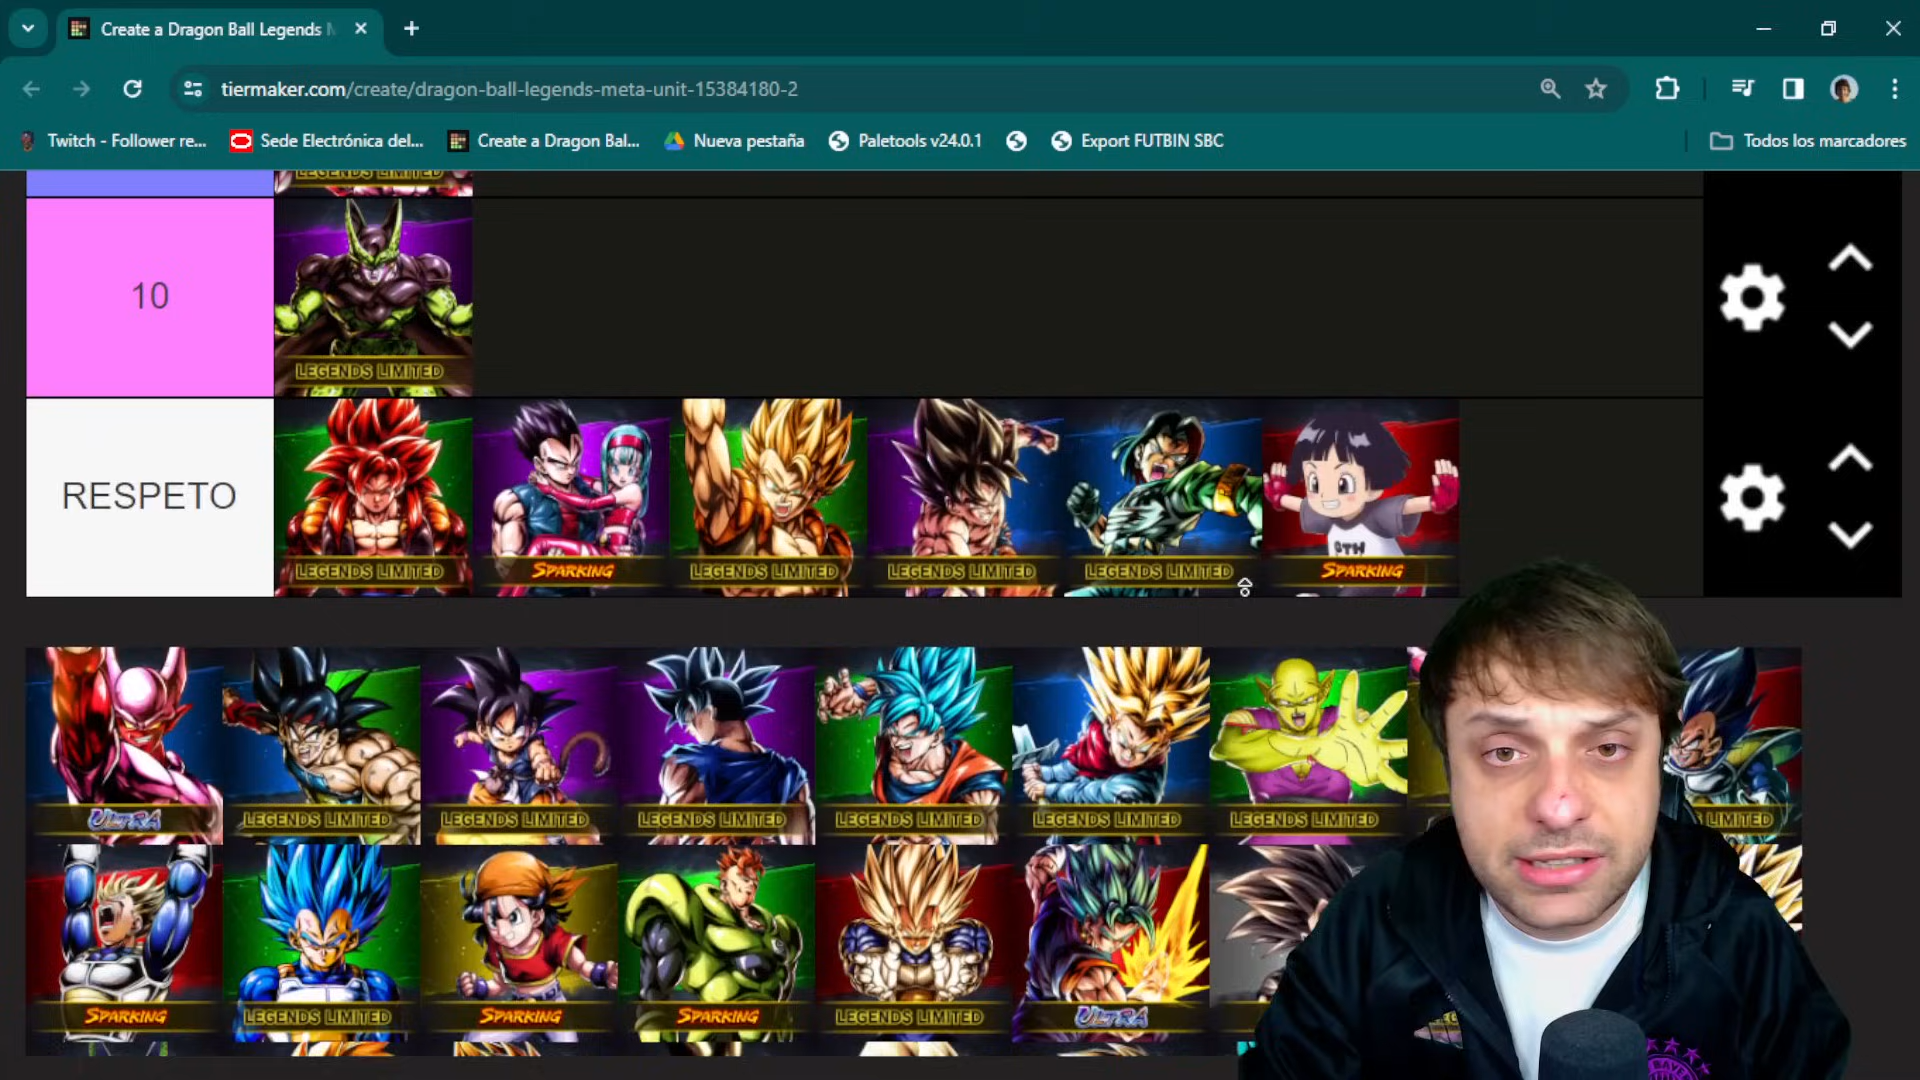 Create a Dragon Ball Legends
tiermaker.com/create/dragon-ball-legends-meta-unit-15384180-2
Twitch - Follower re... Sede Electrónica del... Create a Dragon Bal... Nueva pestaña Paletools v24.0.1 Export FUTBIN SBC Todos los marcadores
LEGENDS LIMITED
10
LEGENDS LIMITED
RESPETO
LEGENDS LIMITED SPARKING LEGENDS LIMITED LEGENDS LIMITED LEGENDS LIMITED SPARKING
ULTRA LEGENDS LIMITED LEGENDS LIMITED LEGENDS LIMITED LEGENDS LIMITED LEGENDS LIMITED LEGENDS LIMITED LIMITED
SPARKING LEGENDS LIMITED SPARKING SPARKING LEGENDS LIMITED ULTRA